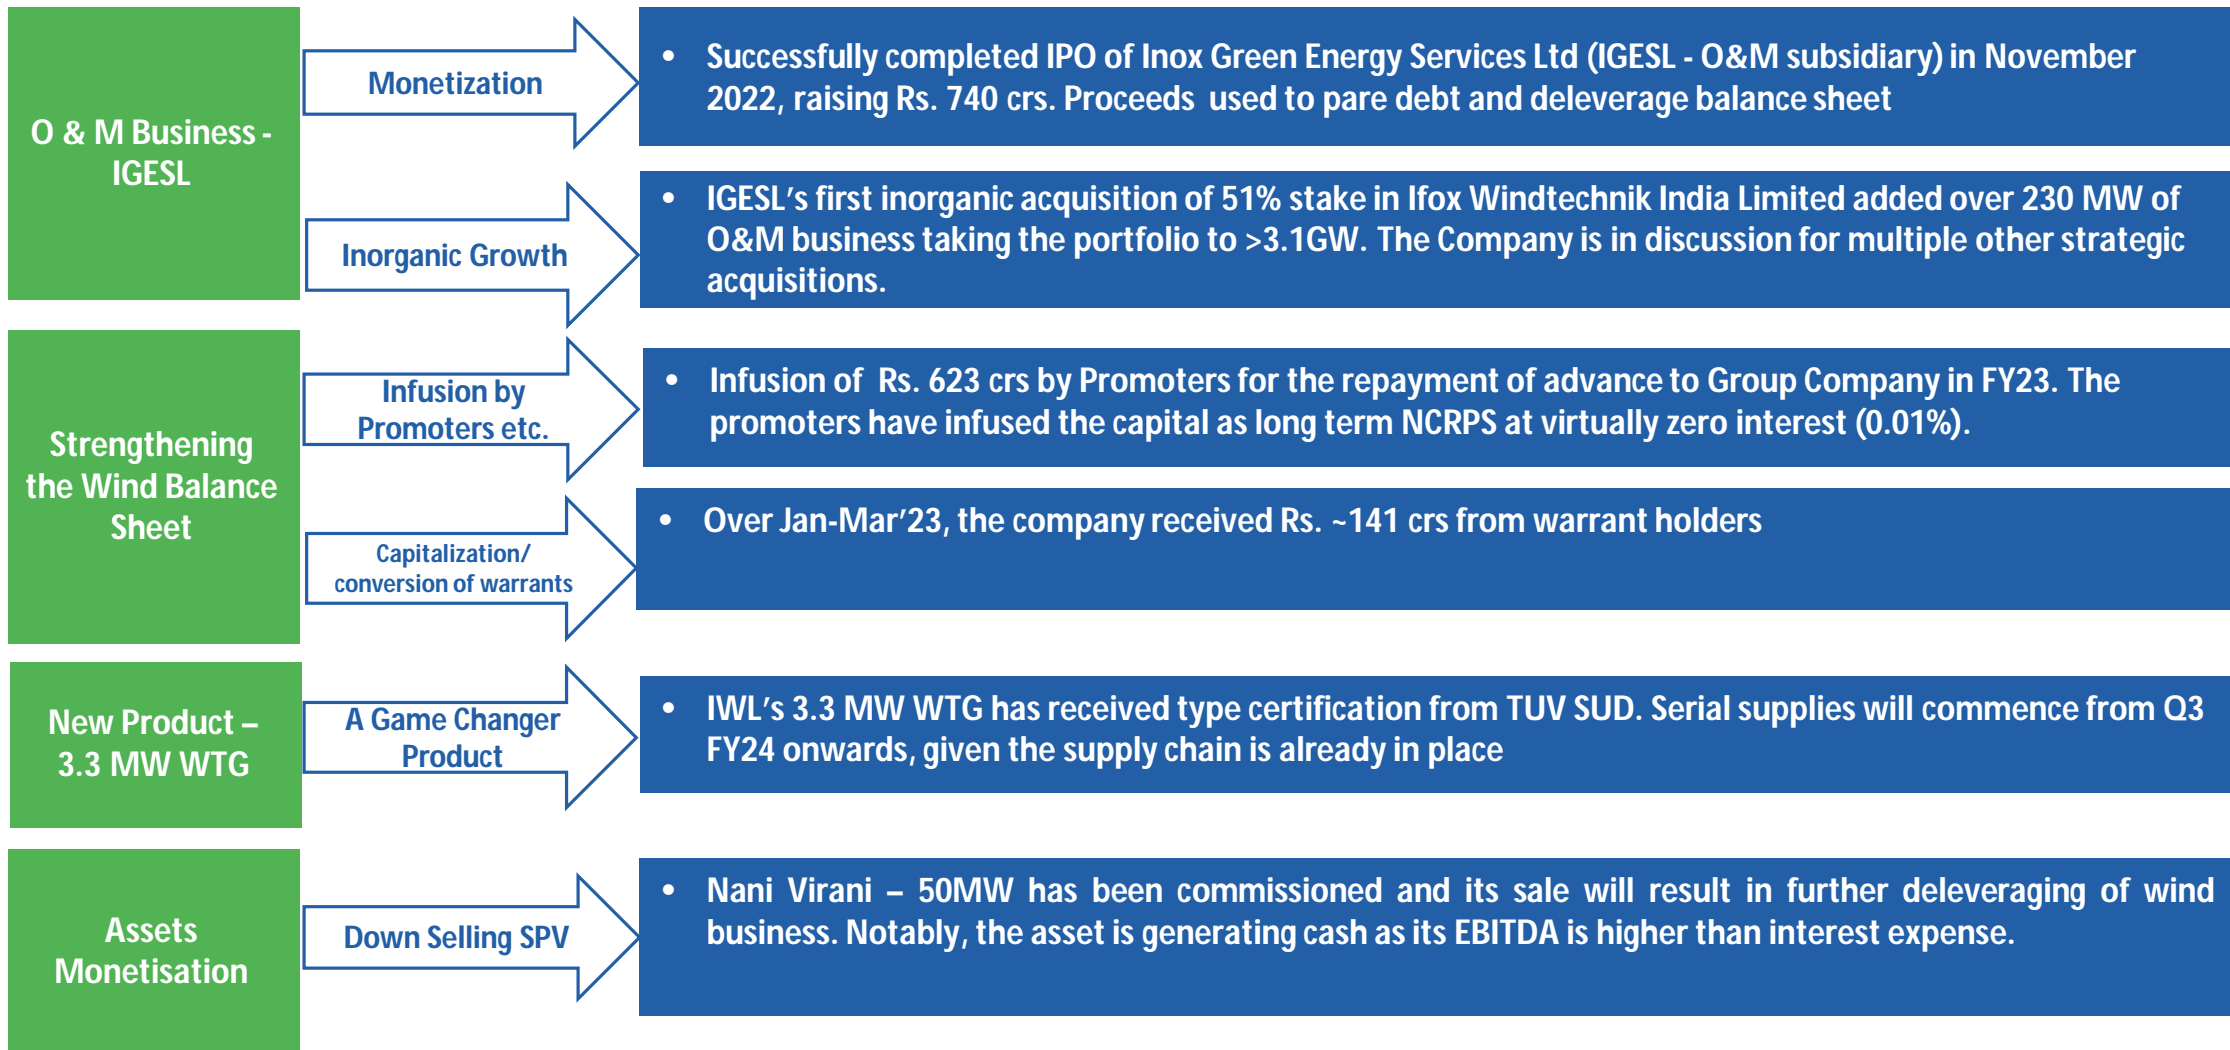 O & M Business -
IGESL
Monetization
• Successfully completed IPO of Inox Green Energy Services Ltd (IGESL - O&M subsidiary) in November
2022, raising Rs. 740 crs. Proceeds used to pare debt and deleverage balance sheet
Inorganic Growth
• IGESL's first inorganic acquisition of 51% stake in Ifox Windtechnik India Limited added over 230 MW of
O&M business taking the portfolio to >3.1GW. The Company is in discussion for multiple other strategic
acquisitions.
Strengthening
the Wind Balance
Sheet
Infusion by
Promoters etc.
• Infusion of Rs. 623 crs by Promoters for the repayment of advance to Group Company in FY23. The
promoters have infused the capital as long term NCRPS at virtually zero interest (0.01%).
Capitalization/
conversion of warrants
• Over Jan-Mar'23, the company received Rs. ~141 crs from warrant holders
New Product –
3.3 MW WTG
A Game Changer
Product
• IWL's 3.3 MW WTG has received type certification from TUV SUD. Serial supplies will commence from Q3
FY24 onwards, given the supply chain is already in place
Assets
Monetisation
Down Selling SPV
• Nani Virani – 50MW has been commissioned and its sale will result in further deleveraging of wind
business. Notably, the asset is generating cash as its EBITDA is higher than interest expense.